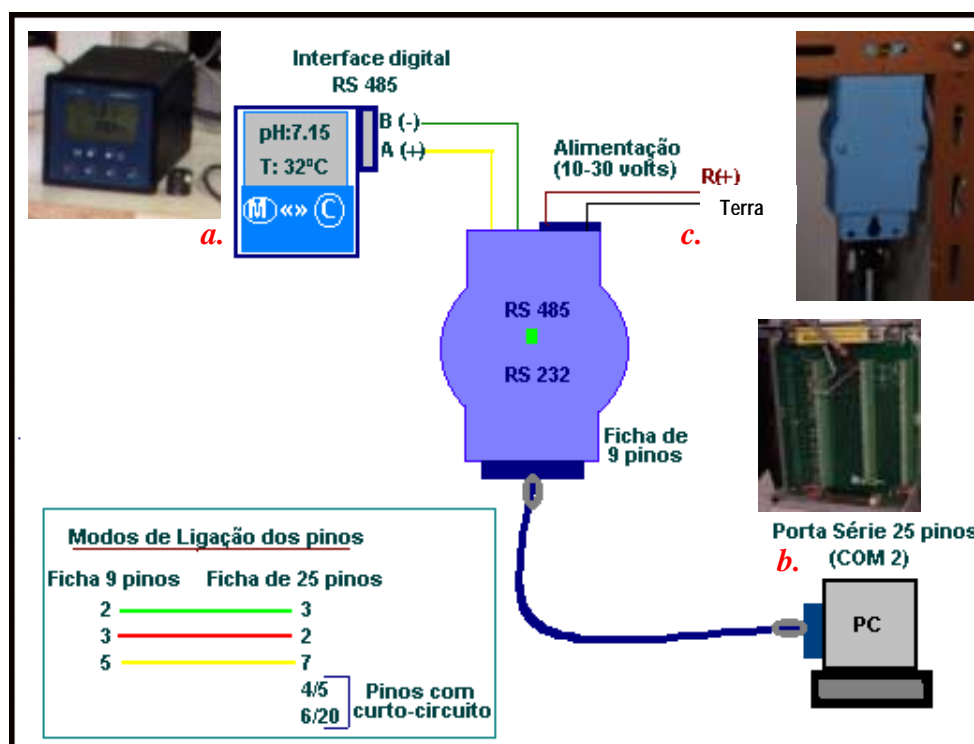 Interface digital
RS 485
B (-)
A (+)
pH:7.15
T: 32ºC
M «» C
a.
Alimentação
(10-30 volts)
R(+)
Terra
c.
RS 485
RS 232
Ficha de
9 pinos
Porta Série 25 pinos
(COM 2)
b.
PC
Modos de Ligação dos pinos
Ficha 9 pinos Ficha de 25 pinos
2 3
3 2
5 7
4/5
6/20
Pinos com
curto-circuito